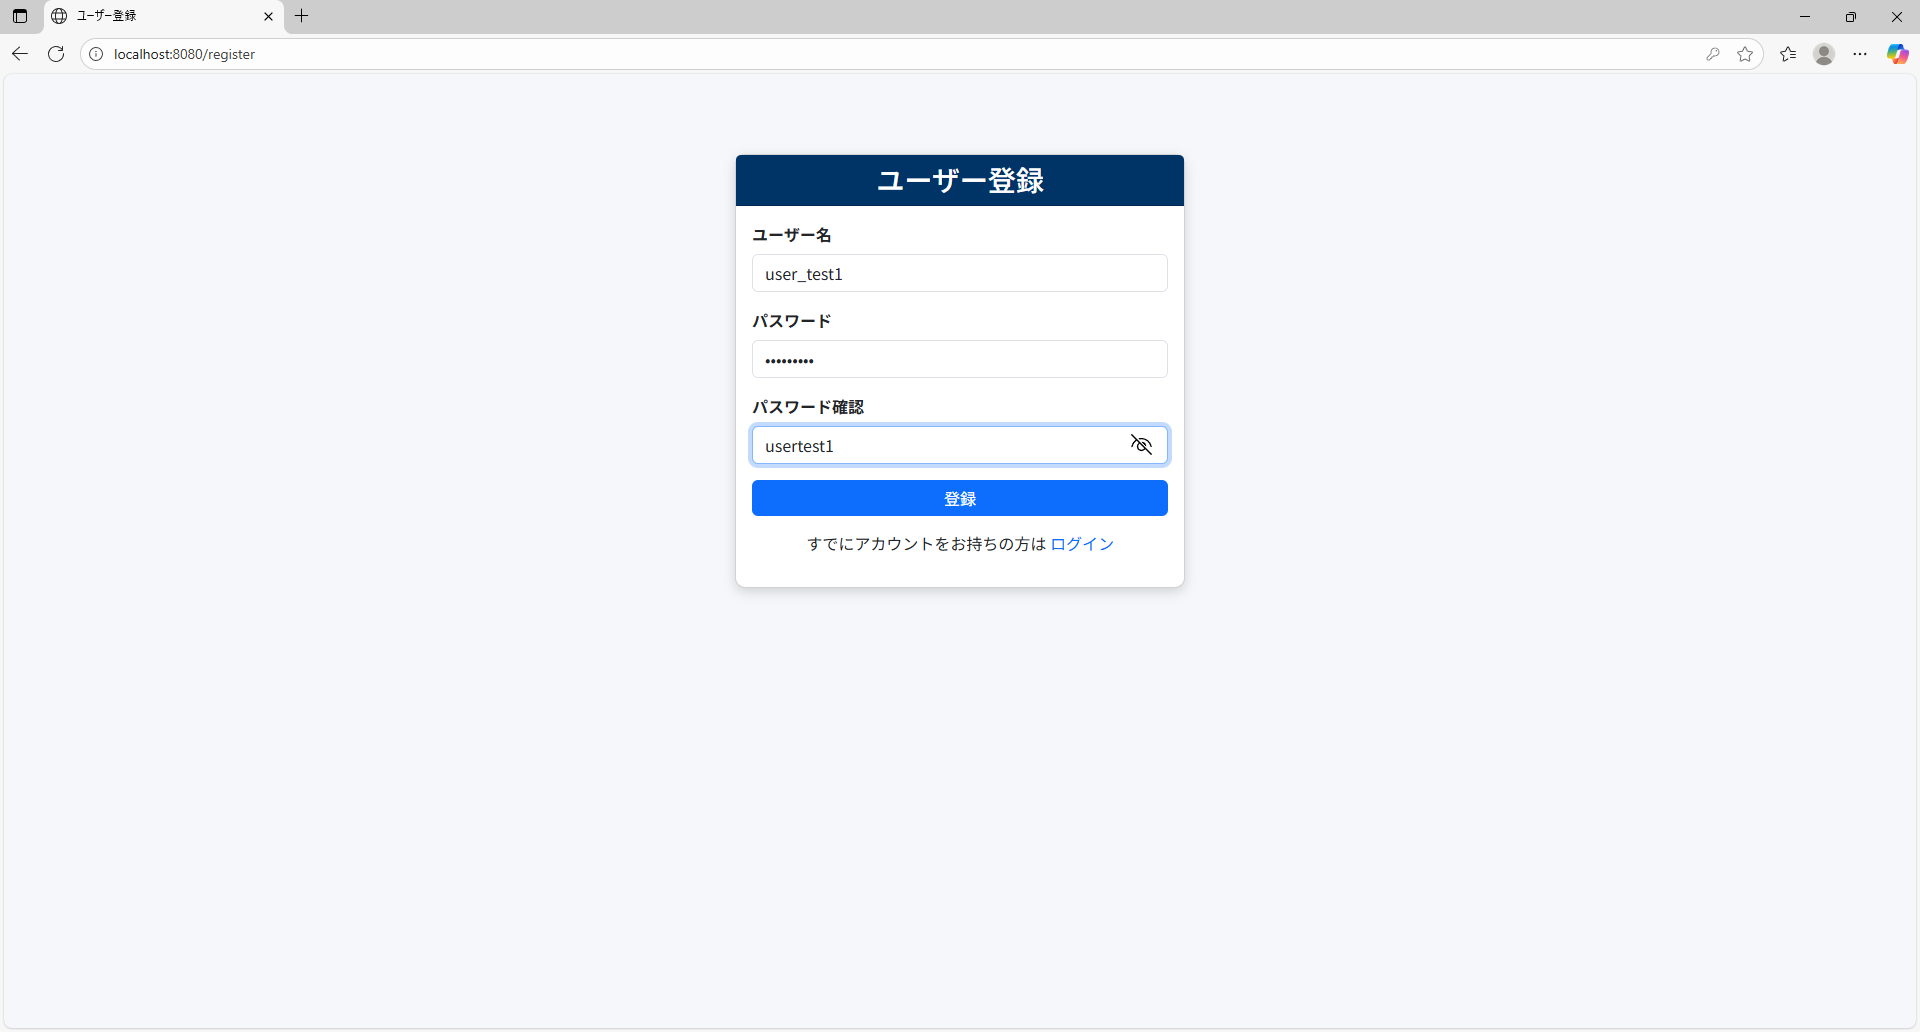 ユーザー登録
localhost:8080/register
ユーザー登録
ユーザー名
user_test1
パスワード
•••••••••
パスワード確認
usertest1
登録
すでにアカウントをお持ちの方は ログイン